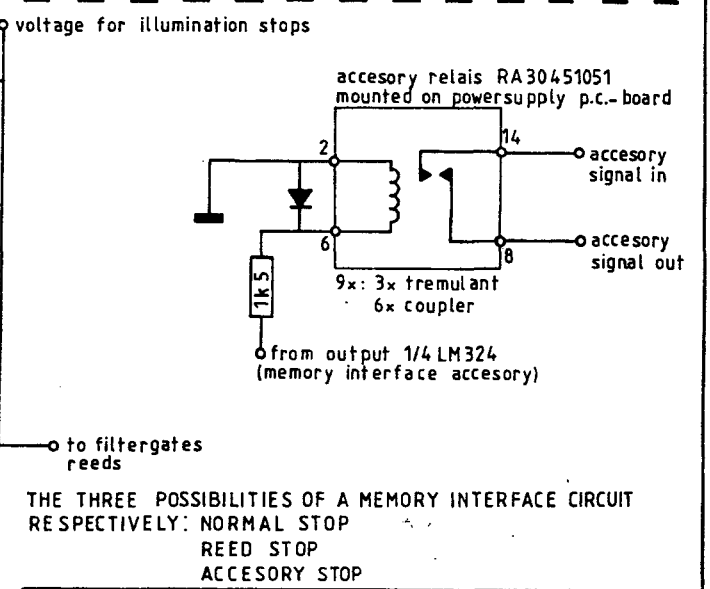 voltage for illumination stops
accesory relais RA30451051
mounted on powersupply p.c.-board
2
14
accesory
signal in
6
8
accesory
signal out
1k5
9x: 3x tremulant
6x coupler
from output 1/4 LM324
(memory interface accesory)
to filtergates
reeds
THE THREE POSSIBILITIES OF A MEMORY INTERFACE CIRCUIT
RESPECTIVELY: NORMAL STOP
REED STOP
ACCESORY STOP